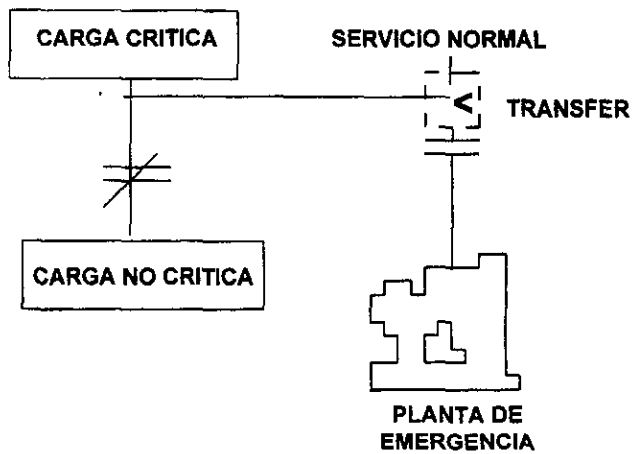 CARGA CRITICA
SERVICIO NORMAL
TRANSFER
CARGA NO CRITICA
PLANTA DE
EMERGENCIA